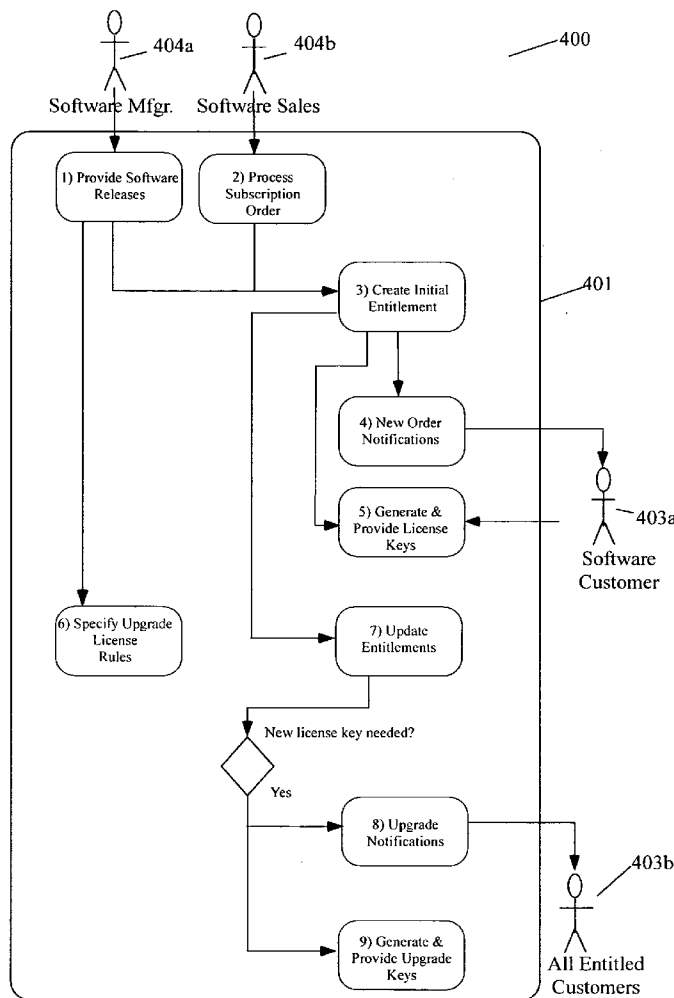 404a
404b
400
Software Mfgr.
Software Sales
1) Provide Software
Releases
2) Process
Subscription
Order
3) Create Initial
Entitlement
401
4) New Order
Notifications
5) Generate &
Provide License
Keys
403a
Software
Customer
6) Specify Upgrade
License
Rules
7) Update
Entitlements
New license key needed?
Yes
8) Upgrade
Notifications
403b
9) Generate &
Provide Upgrade
Keys
All Entitled
Customers